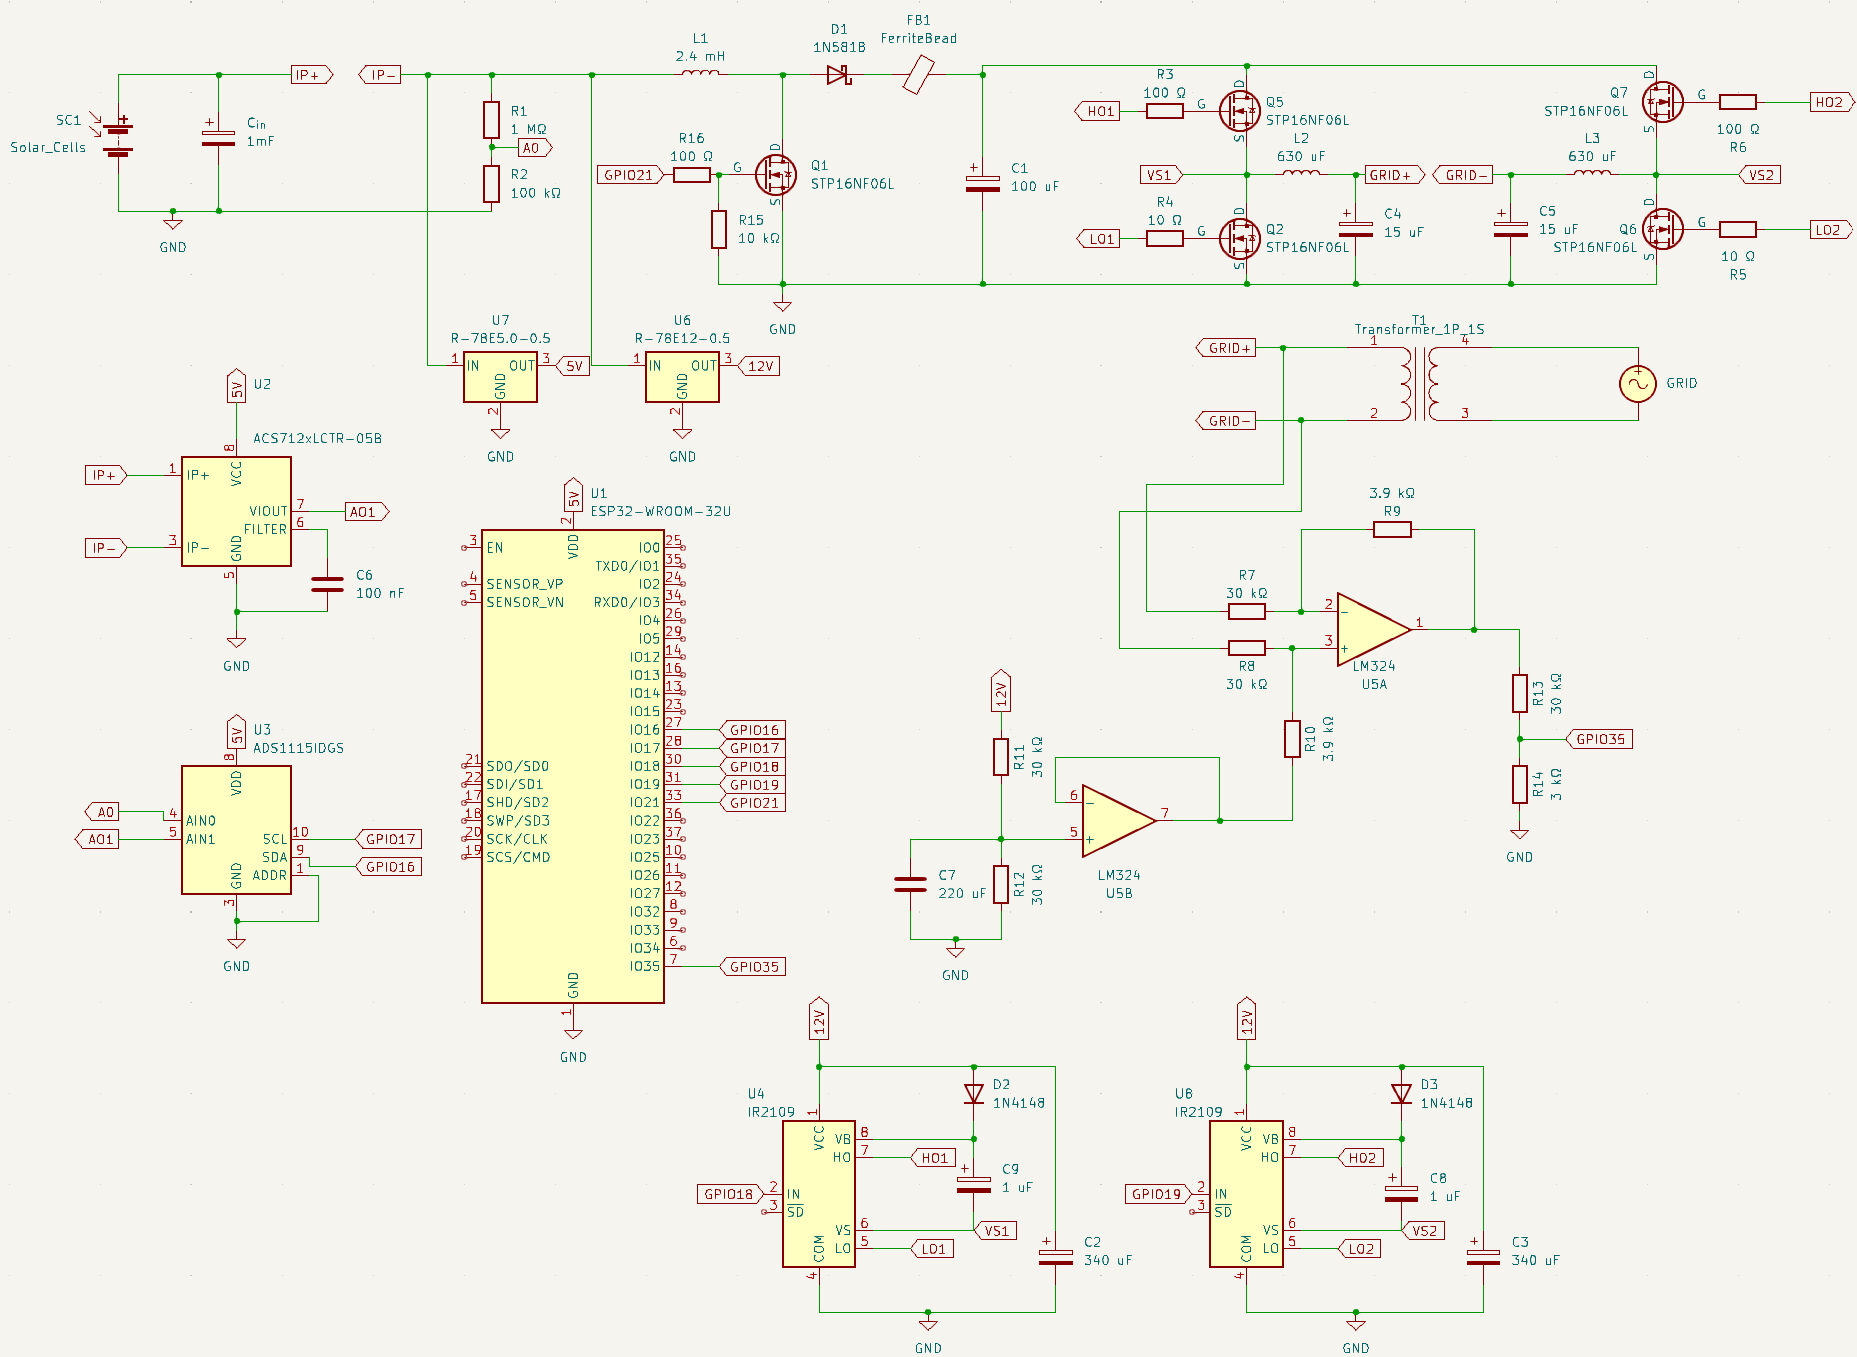 SC1
Solar_Cells
Cin
1mF
GND
IP+
IP-
R1
1 MΩ
A0
R2
100 kΩ
L1
2.4 mH
D1
1N5818
FB1
FerriteBead
R16
100 Ω
GPIO21
G
D
S
Q1
STP16NF06L
R15
10 kΩ
GND
C1
100 uF
R3
100 Ω
HO1
G
D
S
Q5
STP16NF06L
VS1
L2
630 uF
GRID+
R4
10 Ω
LO1
G
D
S
Q2
STP16NF06L
C4
15 uF
GRID-
L3
630 uF
C5
15 uF
Q7
STP16NF06L
D
S
G
100 Ω
R6
HO2
VS2
Q6
STP16NF06L
D
S
G
10 Ω
R5
LO2
U7
R-78E5.0-0.5
1
IN
OUT
3
GND
2
5V
GND
U6
R-78E12-0.5
1
IN
OUT
3
GND
2
12V
GND
T1
Transformer_1P_1S
GRID+
GRID-
1
2
4
3
GRID
5V
U2
ACS712xLCTR-05B
8
VCC
IP+
1
IP+
IP-
3
IP-
VIOUT
7
AO1
FILTER
6
GND
5
C6
100 nF
GND
5V
U3
ADS1115IDGS
8
VDD
A0
4
AIN0
AO1
5
AIN1
SCL
10
GPIO17
SDA
9
GPIO16
ADDR
1
GND
3
GND
5V
U1
ESP32-WROOM-32U
2
VDD
3
EN
4
SENSOR_VP
5
SENSOR_VN
21
SDO/SD0
22
SDI/SD1
17
SHD/SD2
18
SWP/SD3
20
SCK/CLK
19
SCS/CMD
IO0
25
TXD0/IO1
35
IO2
24
RXD0/IO3
34
IO4
26
IO5
29
IO12
14
IO13
16
IO14
13
IO15
23
IO16
27
GPIO16
IO17
28
GPIO17
IO18
30
GPIO18
IO19
31
GPIO19
IO21
33
GPIO21
IO22
36
IO23
37
IO25
10
IO26
11
IO27
12
IO32
8
IO33
9
IO34
6
IO35
7
GPIO35
GND
1
GND
3.9 kΩ
R9
R7
30 kΩ
R8
30 kΩ
2
-
3
+
1
LM324
U5A
R10
3.9 kΩ
R13
30 kΩ
GPIO35
R14
3 kΩ
GND
12V
R11
30 kΩ
R12
30 kΩ
C7
220 uF
GND
6
-
5
+
7
LM324
U5B
12V
U4
IR2109
1
VCC
VB
8
HO
7
HO1
D2
1N4148
C9
1 uF
GPIO18
2
IN
3
SD
VS
6
VS1
LO
5
LO1
COM
4
C2
340 uF
GND
12V
U8
IR2109
1
VCC
VB
8
HO
7
HO2
D3
1N4148
C8
1 uF
GPIO19
2
IN
3
SD
VS
6
VS2
LO
5
LO2
COM
4
C3
340 uF
GND